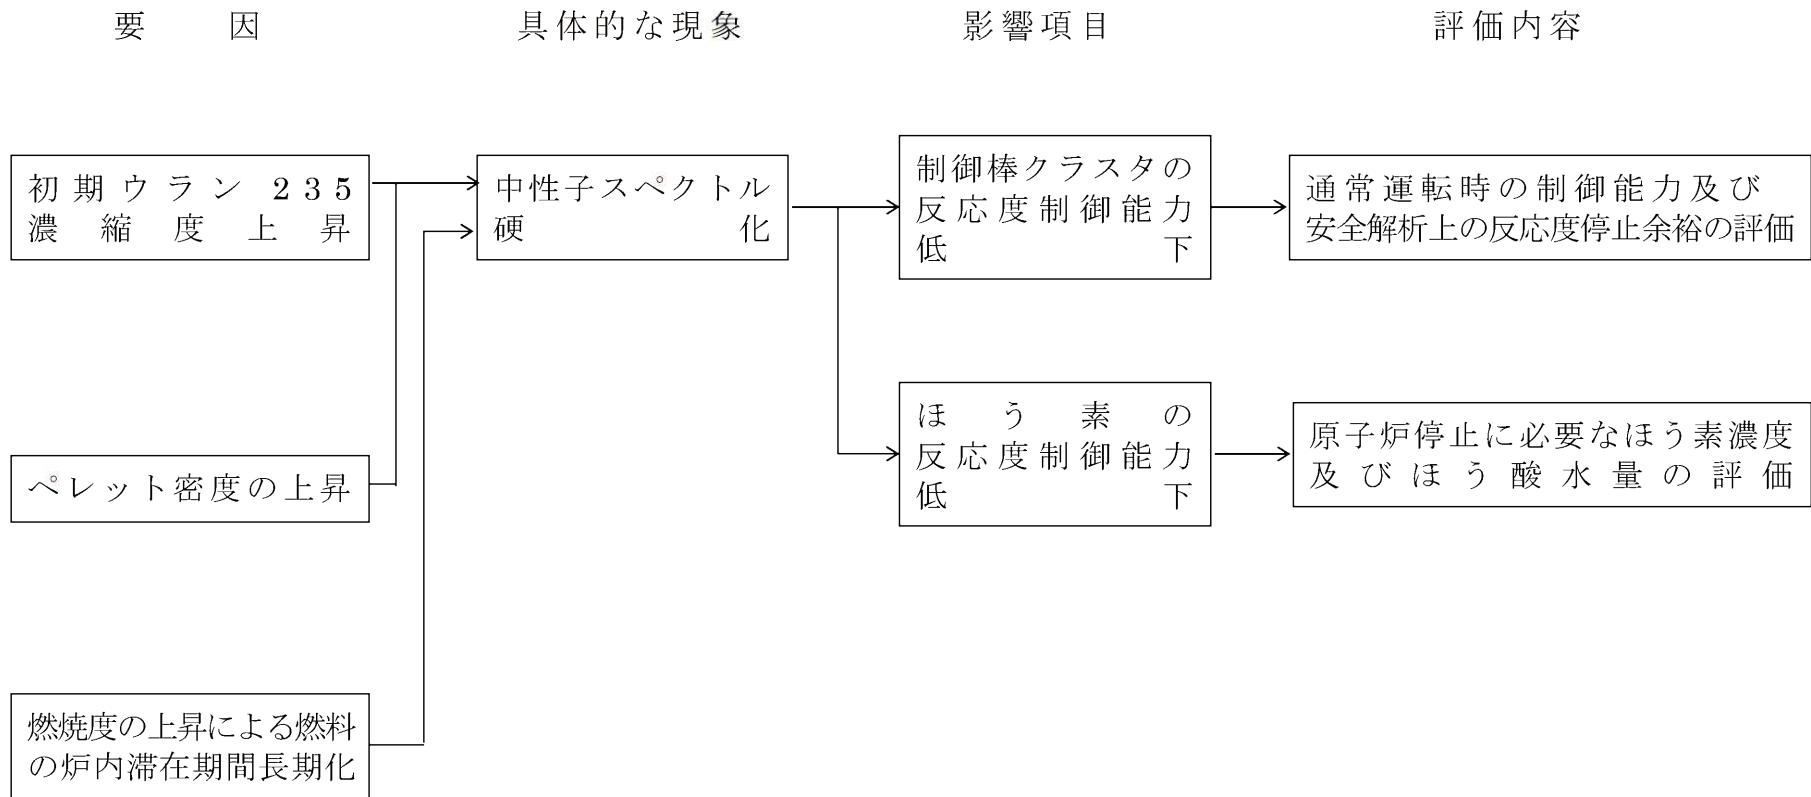 要因
具体的な現象
影響項目
評価内容
初期ウラン235
濃縮度上昇
中性子スペクトル
硬化
制御棒クラスタの
反応度制御能力
低下
通常運転時の制御能力及び
安全解析上の反応度停止余裕の評価
ペレット密度の上昇
ほう素の
反応度制御能力
低下
原子炉停止に必要なほう素濃度
及びほう酸水量の評価
燃焼度の上昇による燃料
の炉内滞在期間長期化